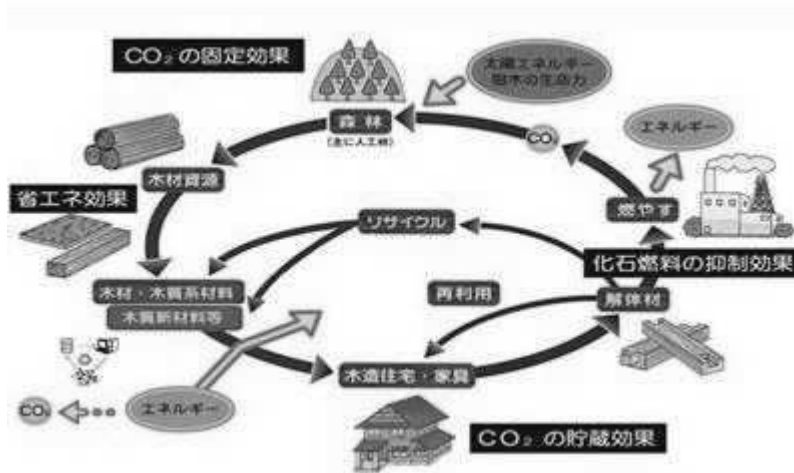 CO₂の固定効果
太陽エネルギー
樹木の生命力
森林
(主に人工林)
CO₂
エネルギー
木材資源
燃やす
省エネ効果
リサイクル
化石燃料の抑制効果
木材・木質系材料
木質新材料等
再利用
解体材
木造住宅・家具
CO₂
エネルギー
CO₂の貯蔵効果